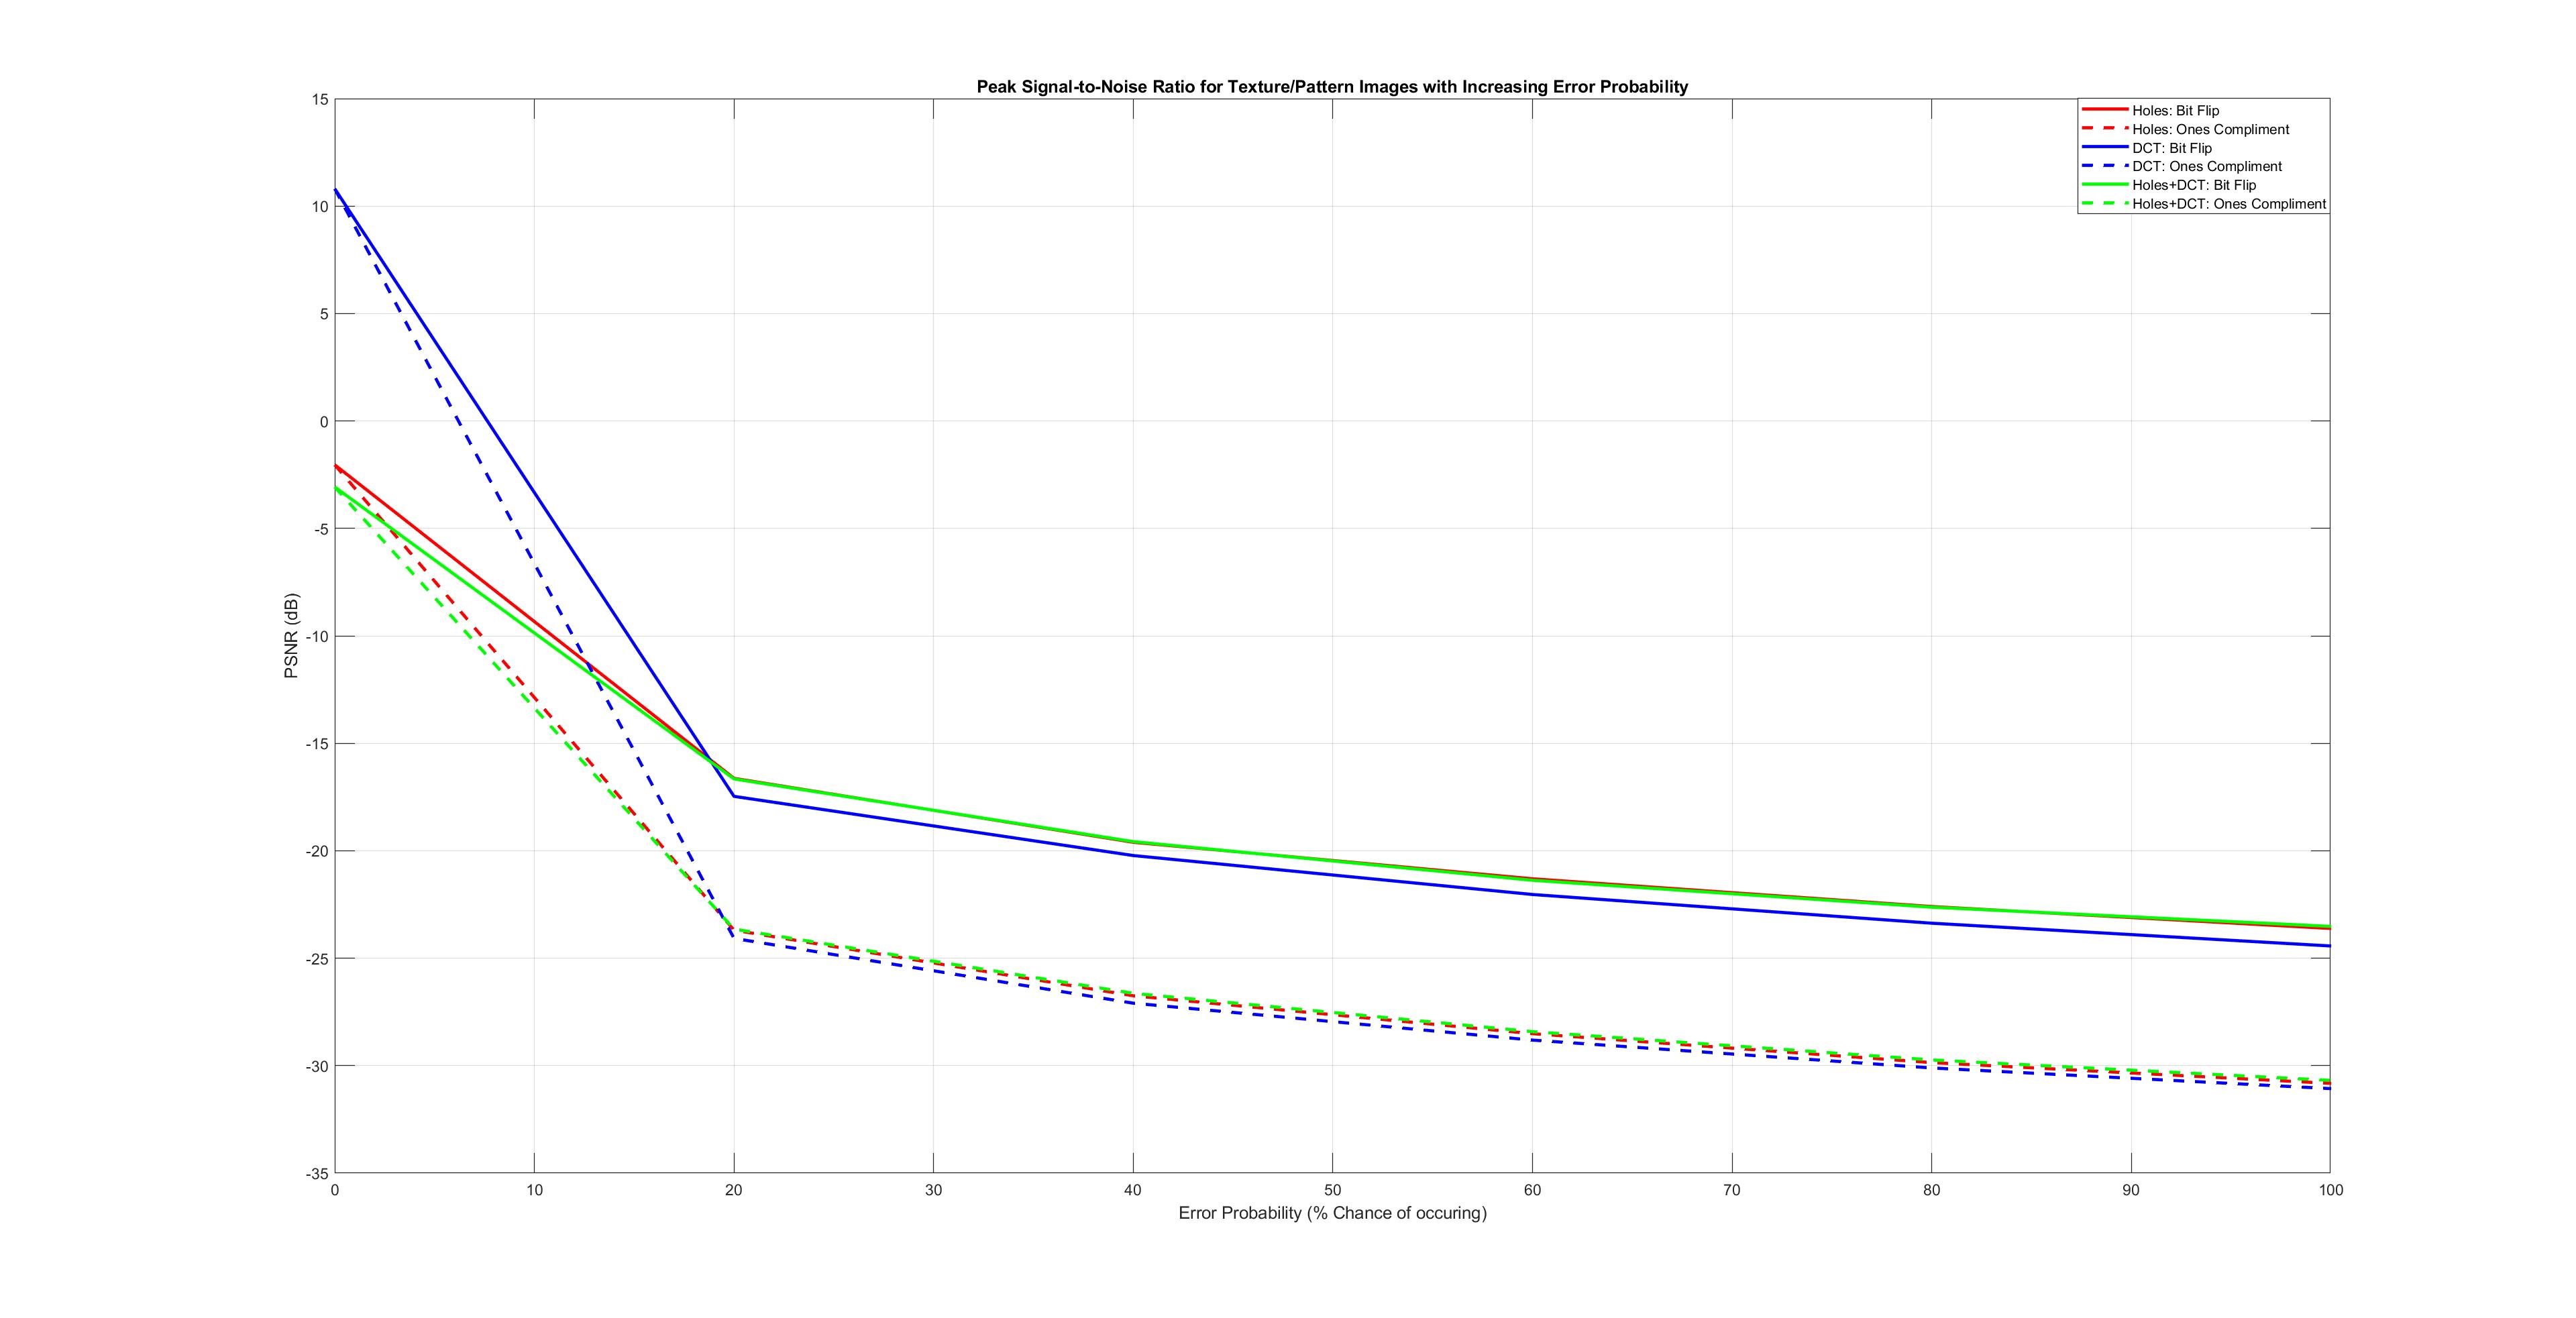 Peak Signal-to-Noise Ratio for Texture/Pattern Images with Increasing Error Probability
15
10
5
0
-5
-10
-15
-20
-25
-30
-35
PSNR (dB)
Holes: Bit Flip
Holes: Ones Compliment
DCT: Bit Flip
DCT: Ones Compliment
Holes+DCT: Bit Flip
Holes+DCT: Ones Compliment
0 10 20 30 40 50 60 70 80 90 100
Error Probability (% Chance of occuring)